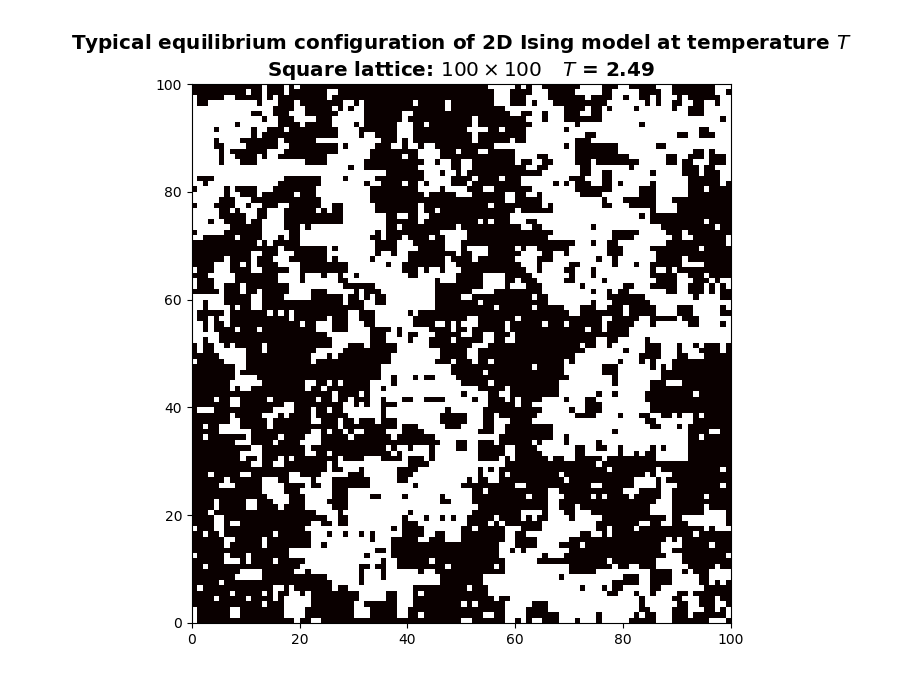 Typical equilibrium configuration of 2D Ising model at temperature T
Square lattice: 100 × 100 T = 2.49
100
80
60
40
20
0
0 20 40 60 80 100